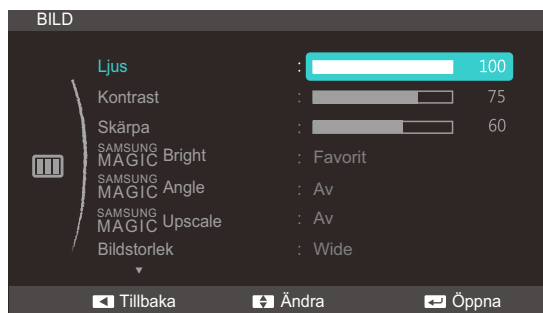 BILD
Ljus : 100
Kontrast : 75
Skärpa : 60
SAMSUNG MAGIC Bright : Favorit
SAMSUNG MAGIC Angle : Av
SAMSUNG MAGIC Upscale : Av
Bildstorlek : Wide
Tillbaka Ändra Öppna